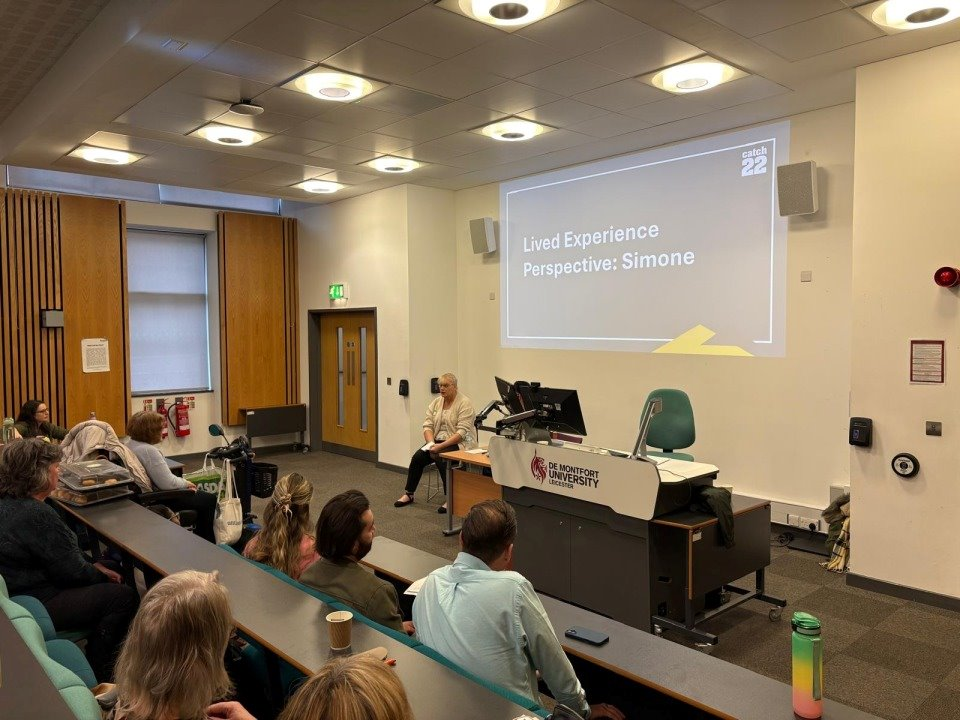 catch
22
Lived Experience
Perspective: Simone
DE MONTFORT
UNIVERSITY
LEICESTER